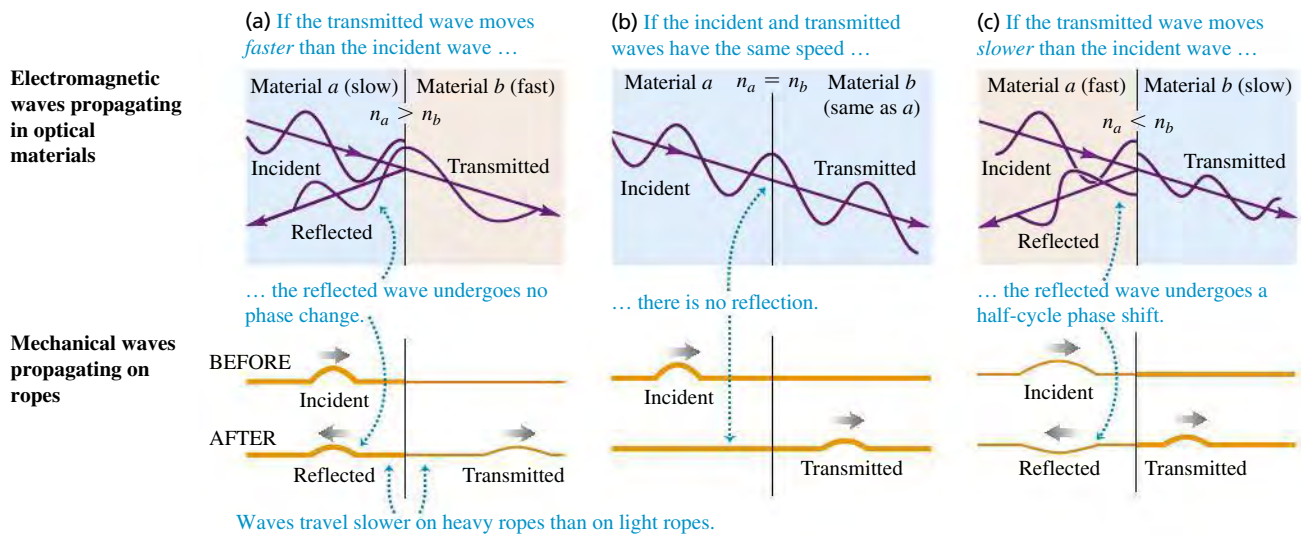 (a) If the transmitted wave moves
faster than the incident wave …
(b) If the incident and transmitted
waves have the same speed …
(c) If the transmitted wave moves
slower than the incident wave …
Electromagnetic
waves propagating
in optical
materials
Material a (slow)
Material b (fast)
nₐ > n_b
Incident
Transmitted
Reflected
Material a
nₐ = n_b
Material b
(same as a)
Incident
Transmitted
Material a (fast)
Material b (slow)
nₐ < n_b
Incident
Transmitted
Reflected
… the reflected wave undergoes no
phase change.
… there is no reflection.
… the reflected wave undergoes a
half-cycle phase shift.
Mechanical waves
propagating on
ropes
BEFORE
Incident
Incident
Incident
AFTER
Reflected
Transmitted
Transmitted
Reflected
Transmitted
Waves travel slower on heavy ropes than on light ropes.